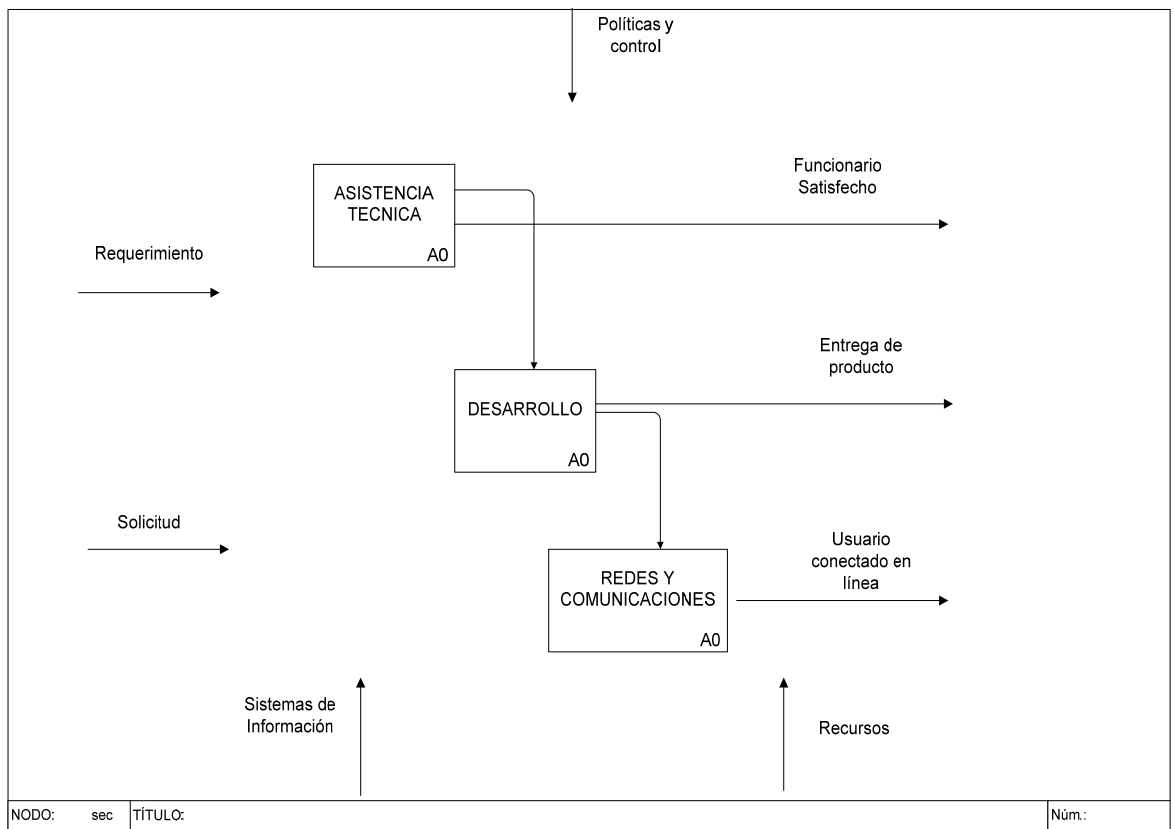 Políticas y
control
Funcionario
Satisfecho
ASISTENCIA
TECNICA
A0
Requerimiento
Entrega de
producto
DESARROLLO
A0
Solicitud
Usuario
conectado en
línea
REDES Y
COMUNICACIONES
A0
Sistemas de
Información
Recursos
NODO: sec TÍTULO: Núm.: